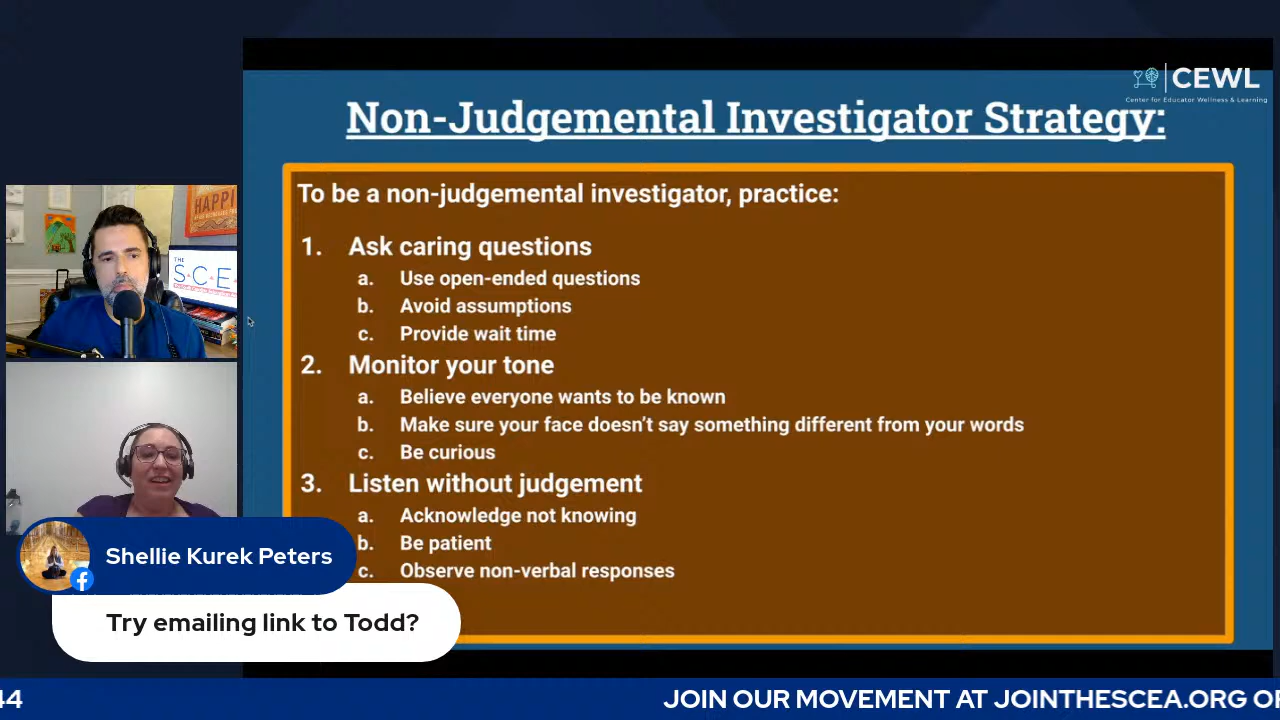 CEWL
Center for Educator Wellness & Learning
Non-Judgemental Investigator Strategy:
To be a non-judgemental investigator, practice:
1. Ask caring questions
a. Use open-ended questions
b. Avoid assumptions
c. Provide wait time
2. Monitor your tone
a. Believe everyone wants to be known
b. Make sure your face doesn't say something different from your words
c. Be curious
3. Listen without judgement
a. Acknowledge not knowing
b. Be patient
c. Observe non-verbal responses
HAPPI
THE
S·C·E
Shellie Kurek Peters
Try emailing link to Todd?
44
JOIN OUR MOVEMENT AT JOINTHESCEA.ORG OF